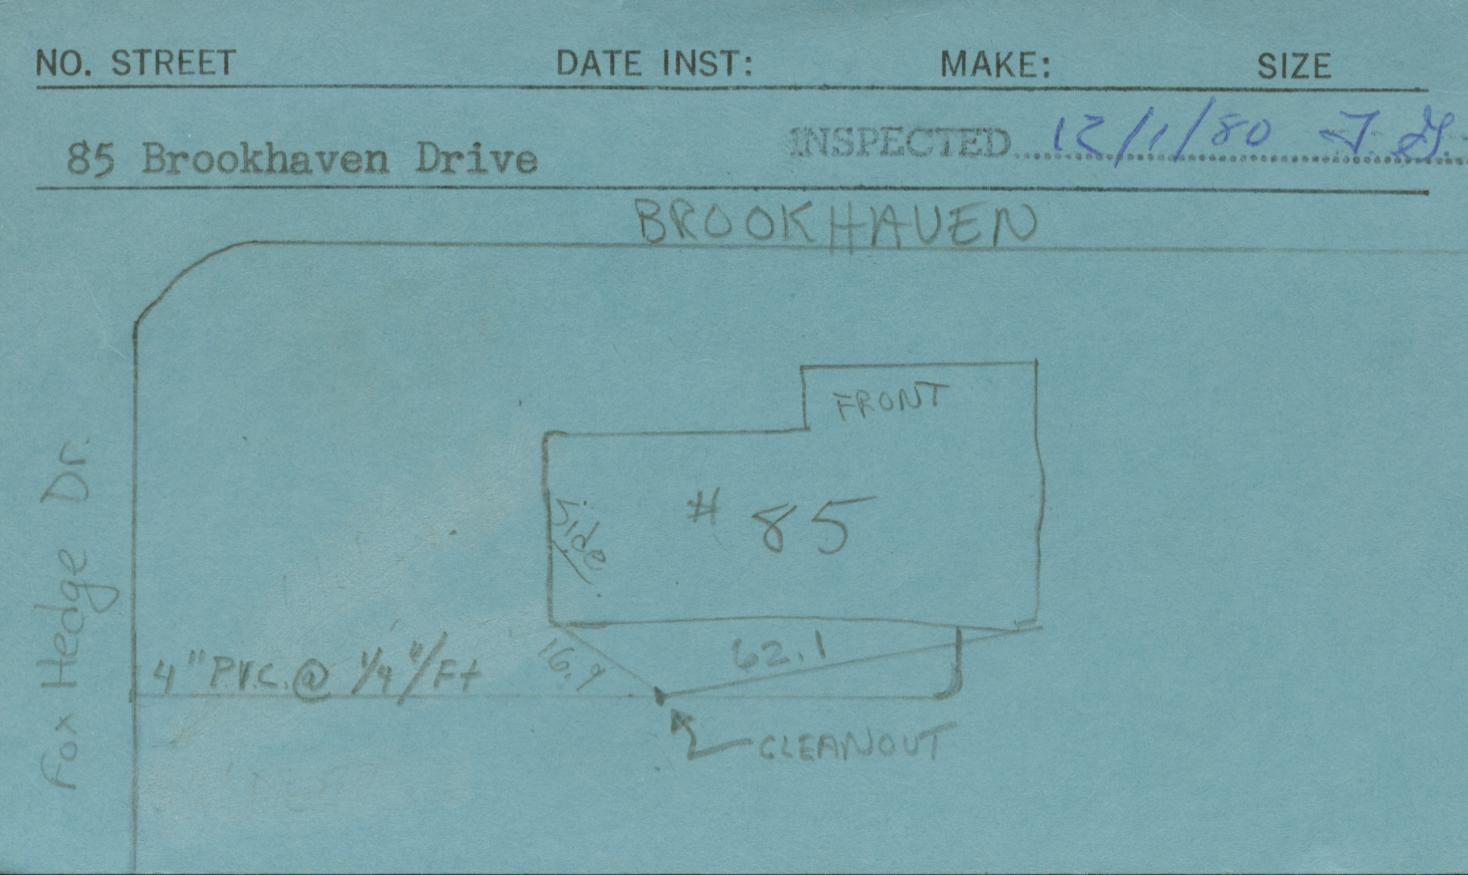 NO. STREET DATE INST: MAKE: SIZE
85 Brookhaven Drive INSPECTED 12/1/80
BROOKHAVEN
FRONT
# 85
Side
Fox Hedge Dr.
62.1
16.9
4" P.V.C. @ 1/4"/Ft
CLEANOUT